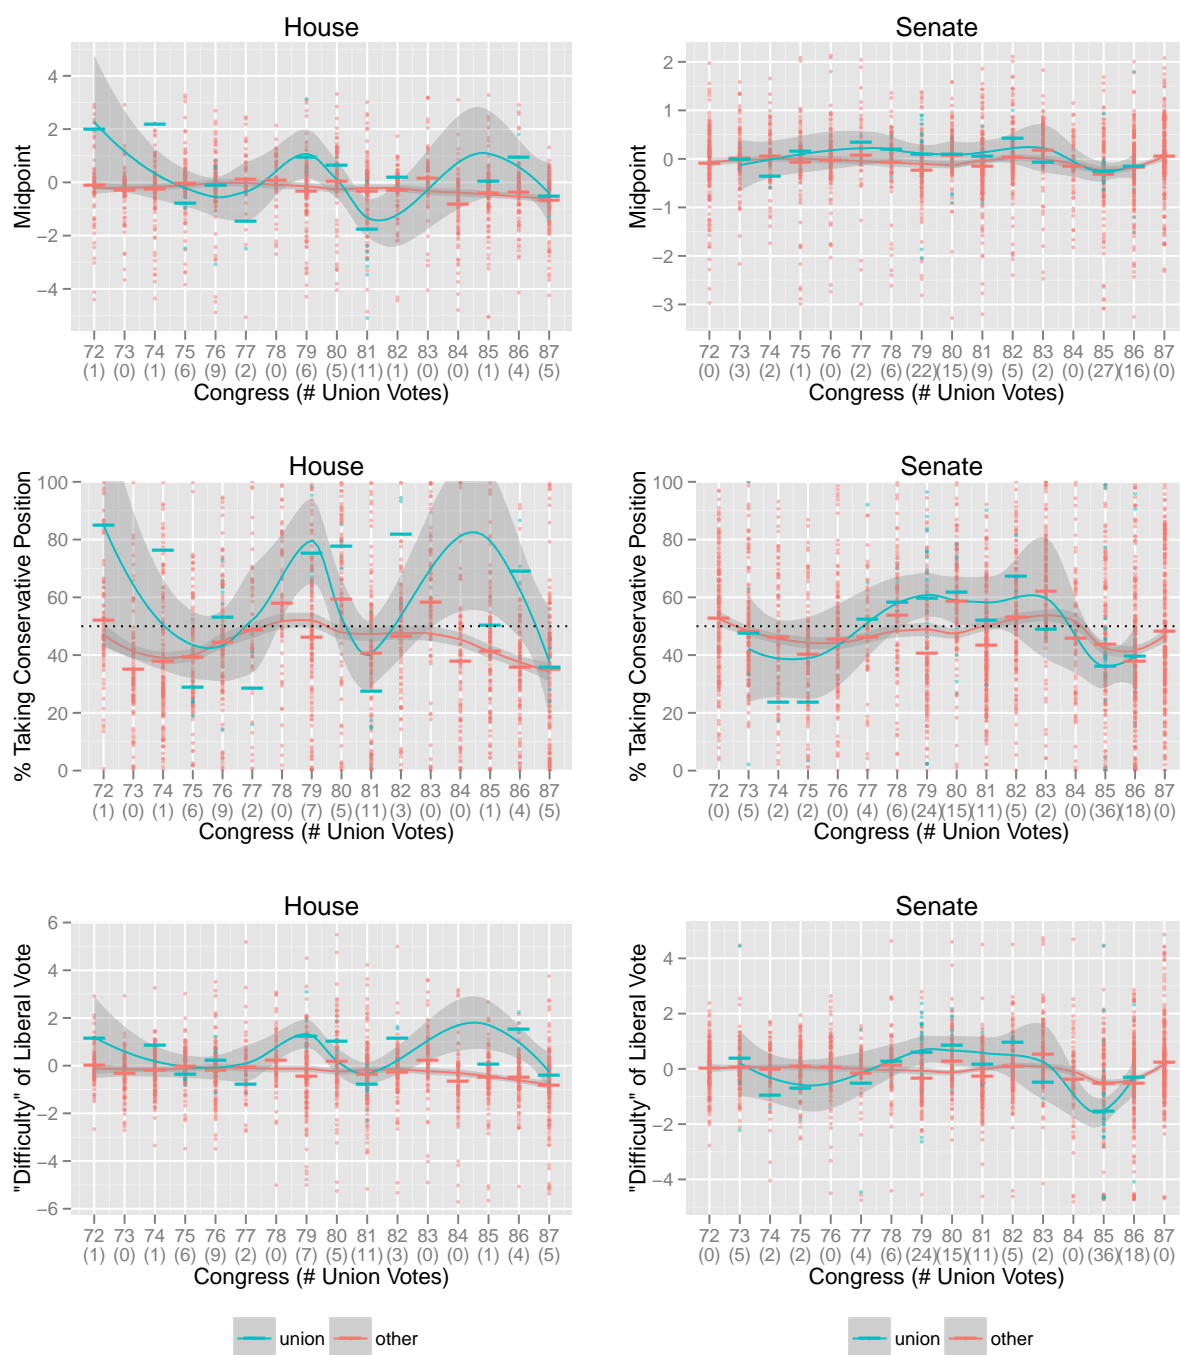 House
Senate
Midpoint
4
2
0
−2
−4
72 73 74 75 76 77 78 79 80 81 82 83 84 85 86 87
(1) (0) (1) (6) (9) (2) (0) (6) (5) (11) (1) (0) (0) (1) (4) (5)
Congress (# Union Votes)
Midpoint
2
1
0
−1
−2
−3
72 73 74 75 76 77 78 79 80 81 82 83 84 85 86 87
(0) (3) (2) (1) (0) (2) (6) (22) (15) (9) (5) (2) (0) (27) (16) (0)
Congress (# Union Votes)
House
Senate
% Taking Conservative Position
100
80
60
40
20
0
72 73 74 75 76 77 78 79 80 81 82 83 84 85 86 87
(1) (0) (1) (6) (9) (2) (0) (7) (5) (11) (3) (0) (0) (1) (4) (5)
Congress (# Union Votes)
% Taking Conservative Position
100
80
60
40
20
0
72 73 74 75 76 77 78 79 80 81 82 83 84 85 86 87
(0) (5) (2) (2) (0) (4) (6) (24) (15) (11) (5) (2) (0) (36) (18) (0)
Congress (# Union Votes)
House
Senate
"Difficulty" of Liberal Vote
6
4
2
0
−2
−4
−6
72 73 74 75 76 77 78 79 80 81 82 83 84 85 86 87
(1) (0) (1) (6) (9) (2) (0) (7) (5) (11) (3) (0) (0) (1) (4) (5)
Congress (# Union Votes)
"Difficulty" of Liberal Vote
4
2
0
−2
−4
72 73 74 75 76 77 78 79 80 81 82 83 84 85 86 87
(0) (5) (2) (2) (0) (4) (6) (24) (15) (11) (5) (2) (0) (36) (18) (0)
Congress (# Union Votes)
union other
union other